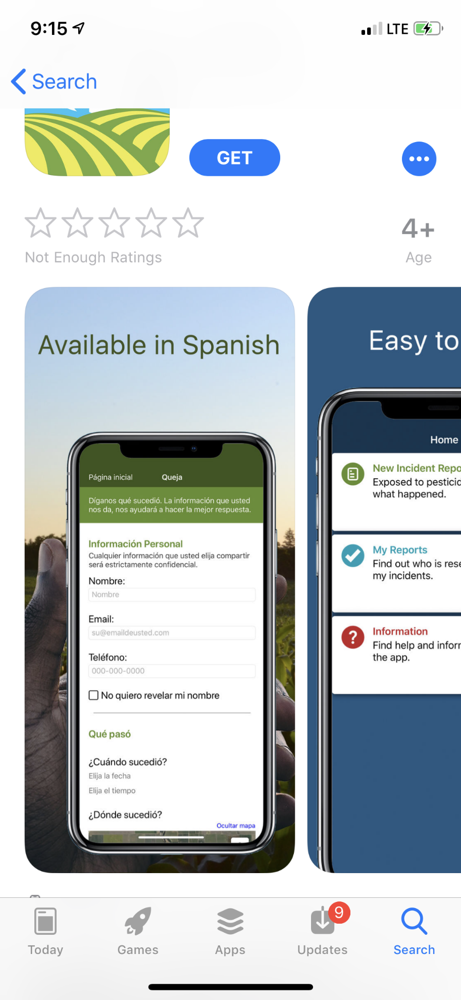 9:15
LTE
Search
GET
Not Enough Ratings
4+
Age
Available in Spanish
Página inicial
Queja
Díganos qué sucedió. La información que usted
nos da, nos ayudará a hacer la mejor respuesta.
Información Personal
Cualquier información que usted elija compartir
será estrictamente confidencial.
Nombre:
Nombre
Email:
su@emaildeusted.com
Teléfono:
000-000-0000
No quiero revelar mi nombre
Qué pasó
¿Cuándo sucedió?
Elija la fecha
Elija el tiempo
¿Dónde sucedió?
Ocultar mapa
Easy to
Home
New Incident Repo
Exposed to pesticid
what happened.
My Reports
Find out who is rese
my incidents.
Information
Find help and inforr
the app.
Today
Games
Apps
9
Updates
Search